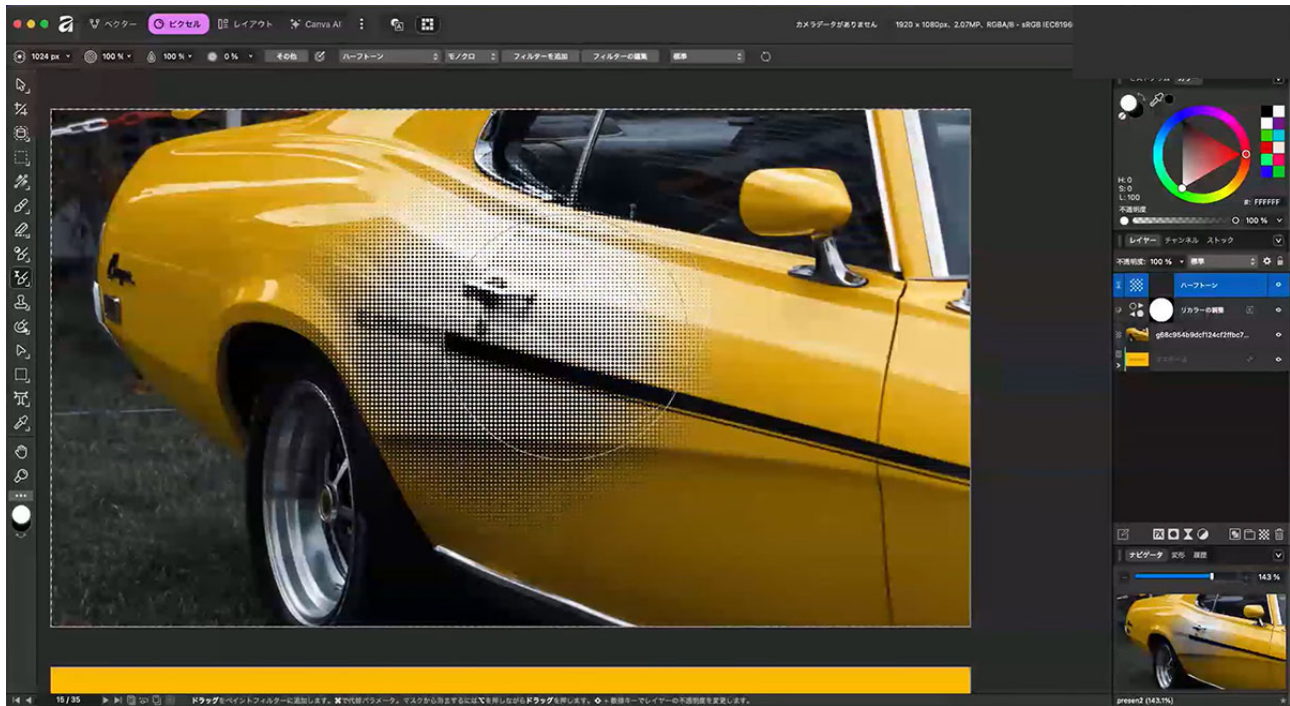 ベクター ピクセル レイアウト Canva AI
カメラデータがありません 1920 × 1080px、2.07MP、RGBA/8 - sRGB IEC6196
1024 px 100 % 100 % 0 % その他 ハーフトーン モノクロ フィルターを追加 フィルターの編集 標準
H: 0
S: 0
L: 100
#: FFFFFF
不透明度
100 %
レイヤー チャンネル ストック
不透明度: 100 % 標準
ハーフトーン
リカラーの調整
g68c954b9dcf124cf2ffbc7...
ナビゲータ 変形 履歴
143 %
presen2 (143.1%)
15 / 35